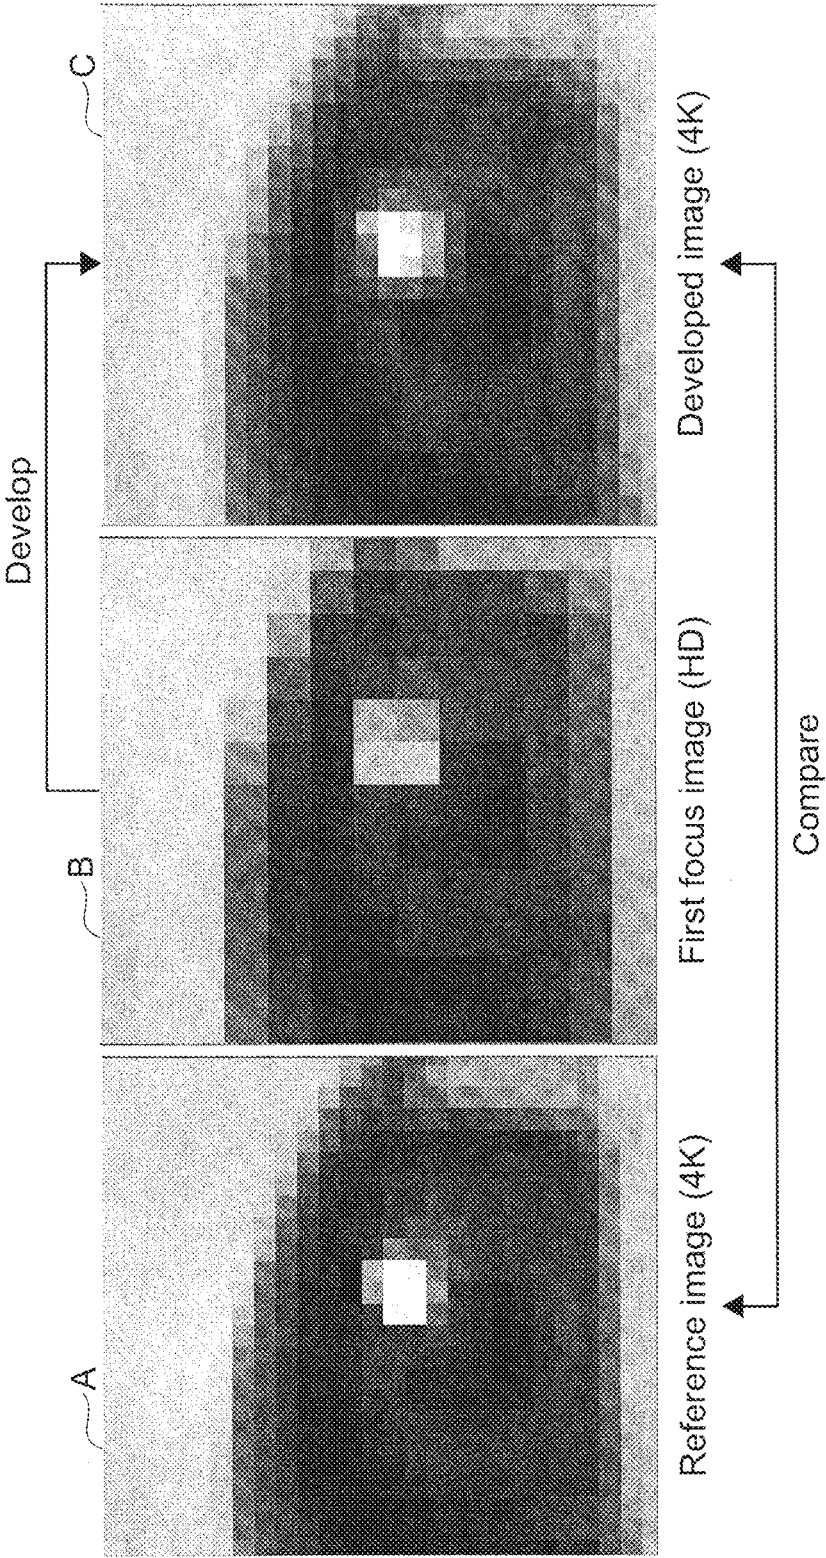 Develop
A
B
C
Reference image (4K)
First focus image (HD)
Developed image (4K)
Compare